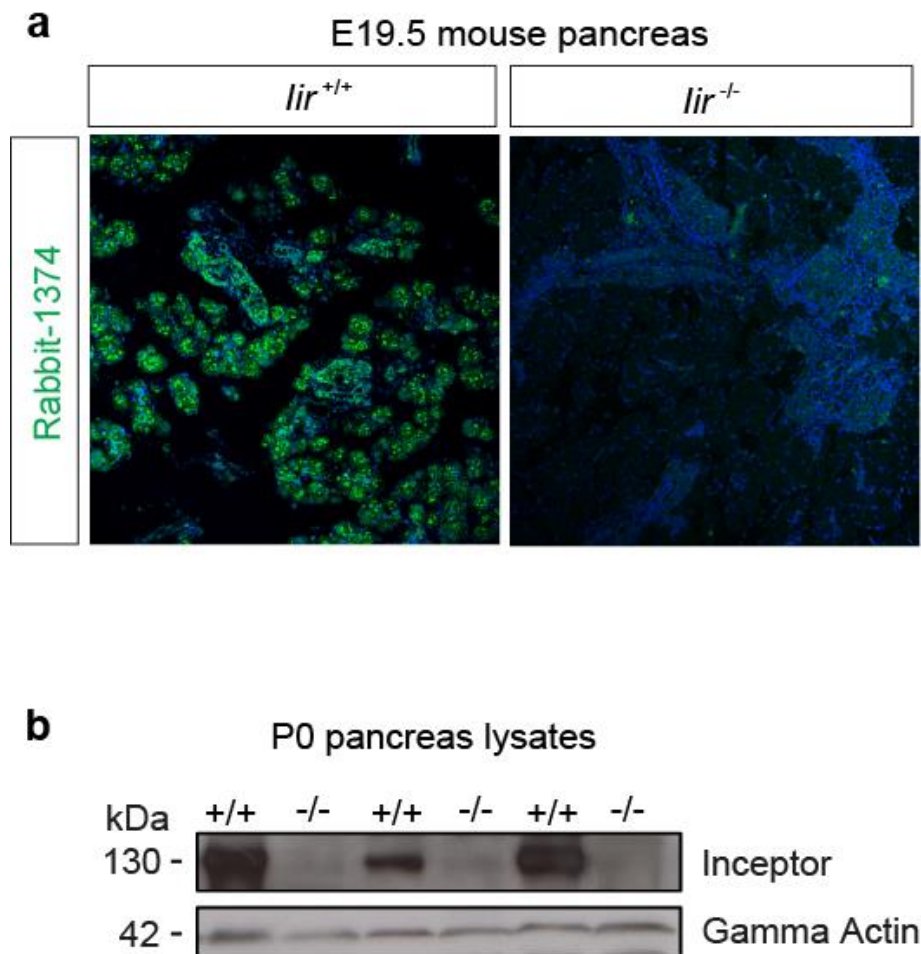 a
E19.5 mouse pancreas
Iir+/+ Iir-/-
Rabbit-1374
b
P0 pancreas lysates
kDa +/+ -/- +/+ -/- +/+ -/-
130 - Inceptor
42 - Gamma Actin